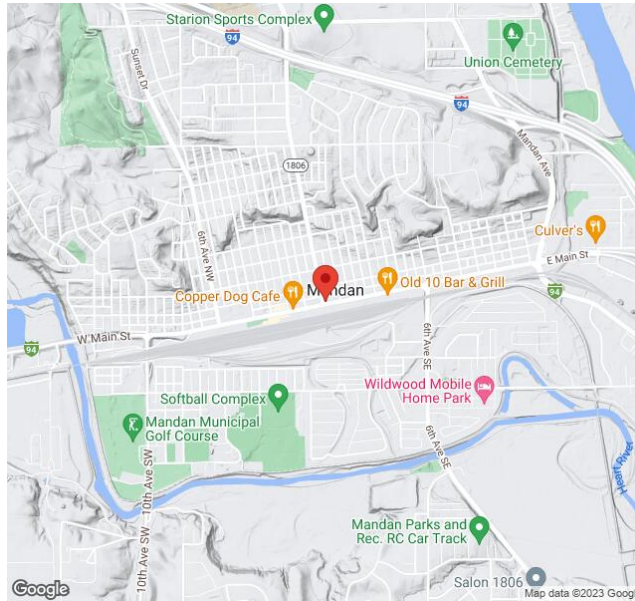 Starion Sports Complex
94
Union Cemetery
Sunset Dr
94
Mandan Ave
1806
6th Ave NW
Culver's
E Main St
Old 10 Bar & Grill
Copper Dog Cafe
Mandan
94
W Main St
94
6th Ave SE
Wildwood Mobile
Home Park
Softball Complex
Mandan Municipal
Golf Course
6th Ave SE
Heart River
10th Ave SW
10th Ave SW
Mandan Parks and
Rec. RC Car Track
Salon 1806
Google
Map data ©2023 Goog